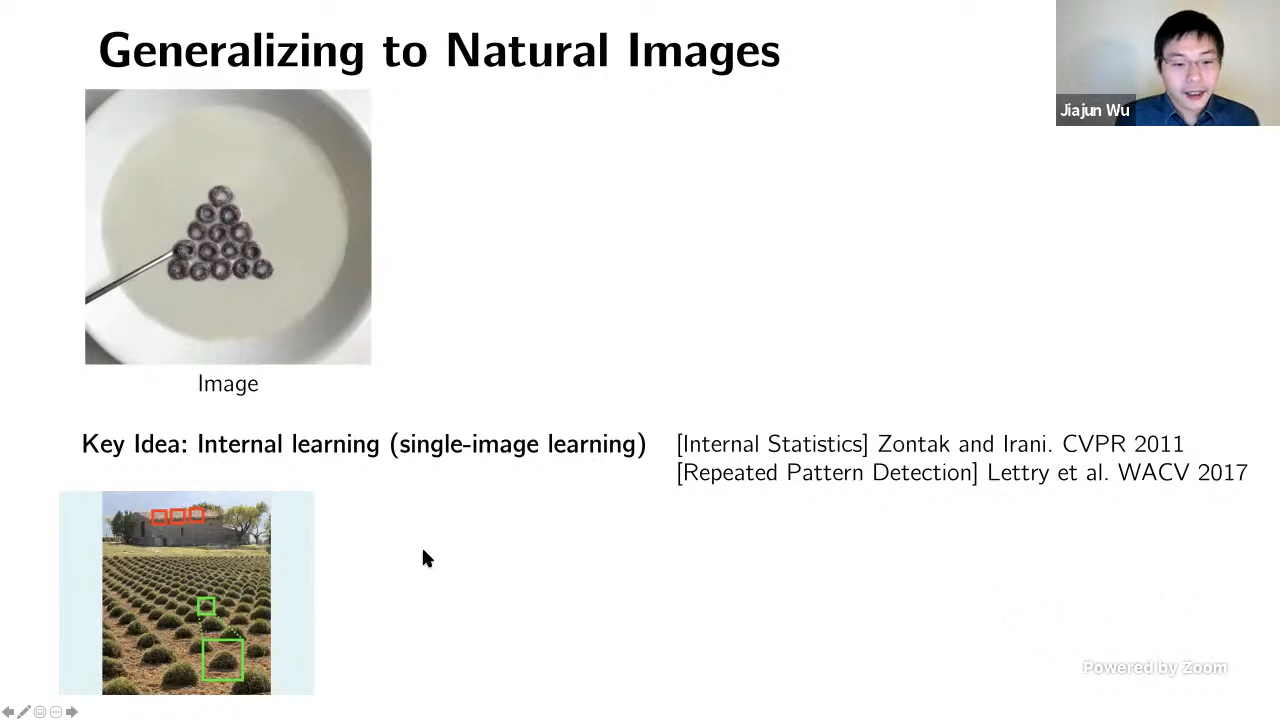 Generalizing to Natural Images
Jiajun Wu
Image
Key Idea: Internal learning (single-image learning)
[Internal Statistics] Zontak and Irani. CVPR 2011
[Repeated Pattern Detection] Lettry et al. WACV 2017
Powered by Zoom